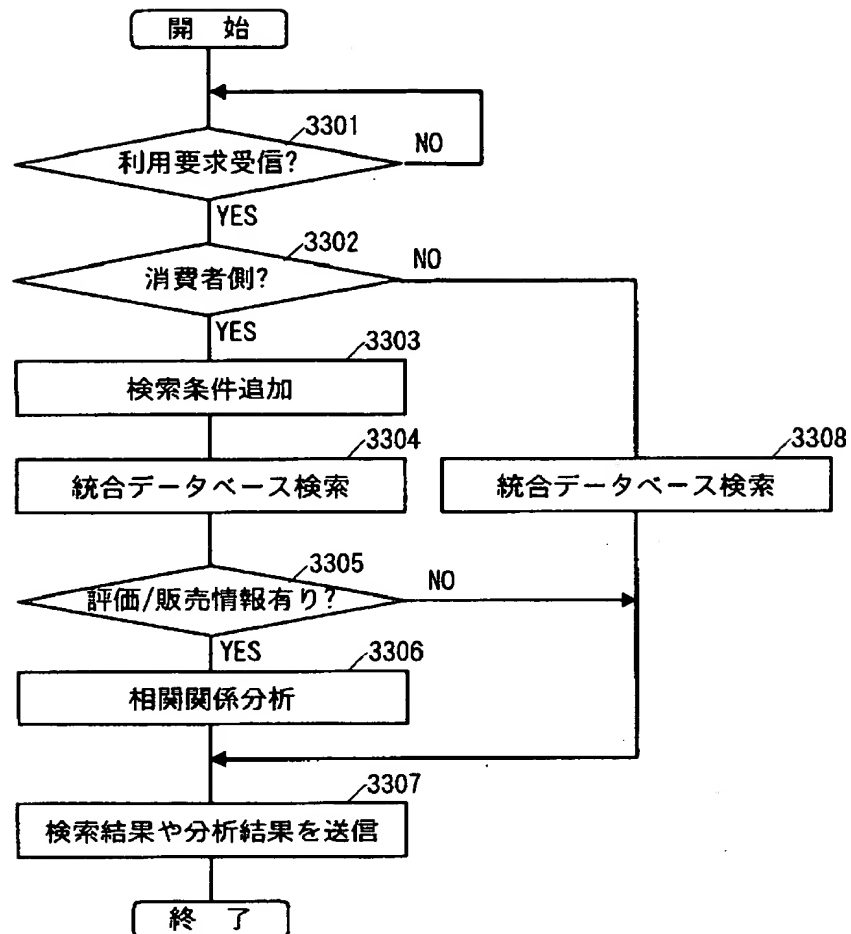 開 始
3301
利用要求受信?
NO
YES
3302
消費者側?
NO
YES
3303
検索条件追加
3304
統合データベース検索
3308
統合データベース検索
3305
評価/販売情報有り?
NO
YES
3306
相関関係分析
3307
検索結果や分析結果を送信
終 了